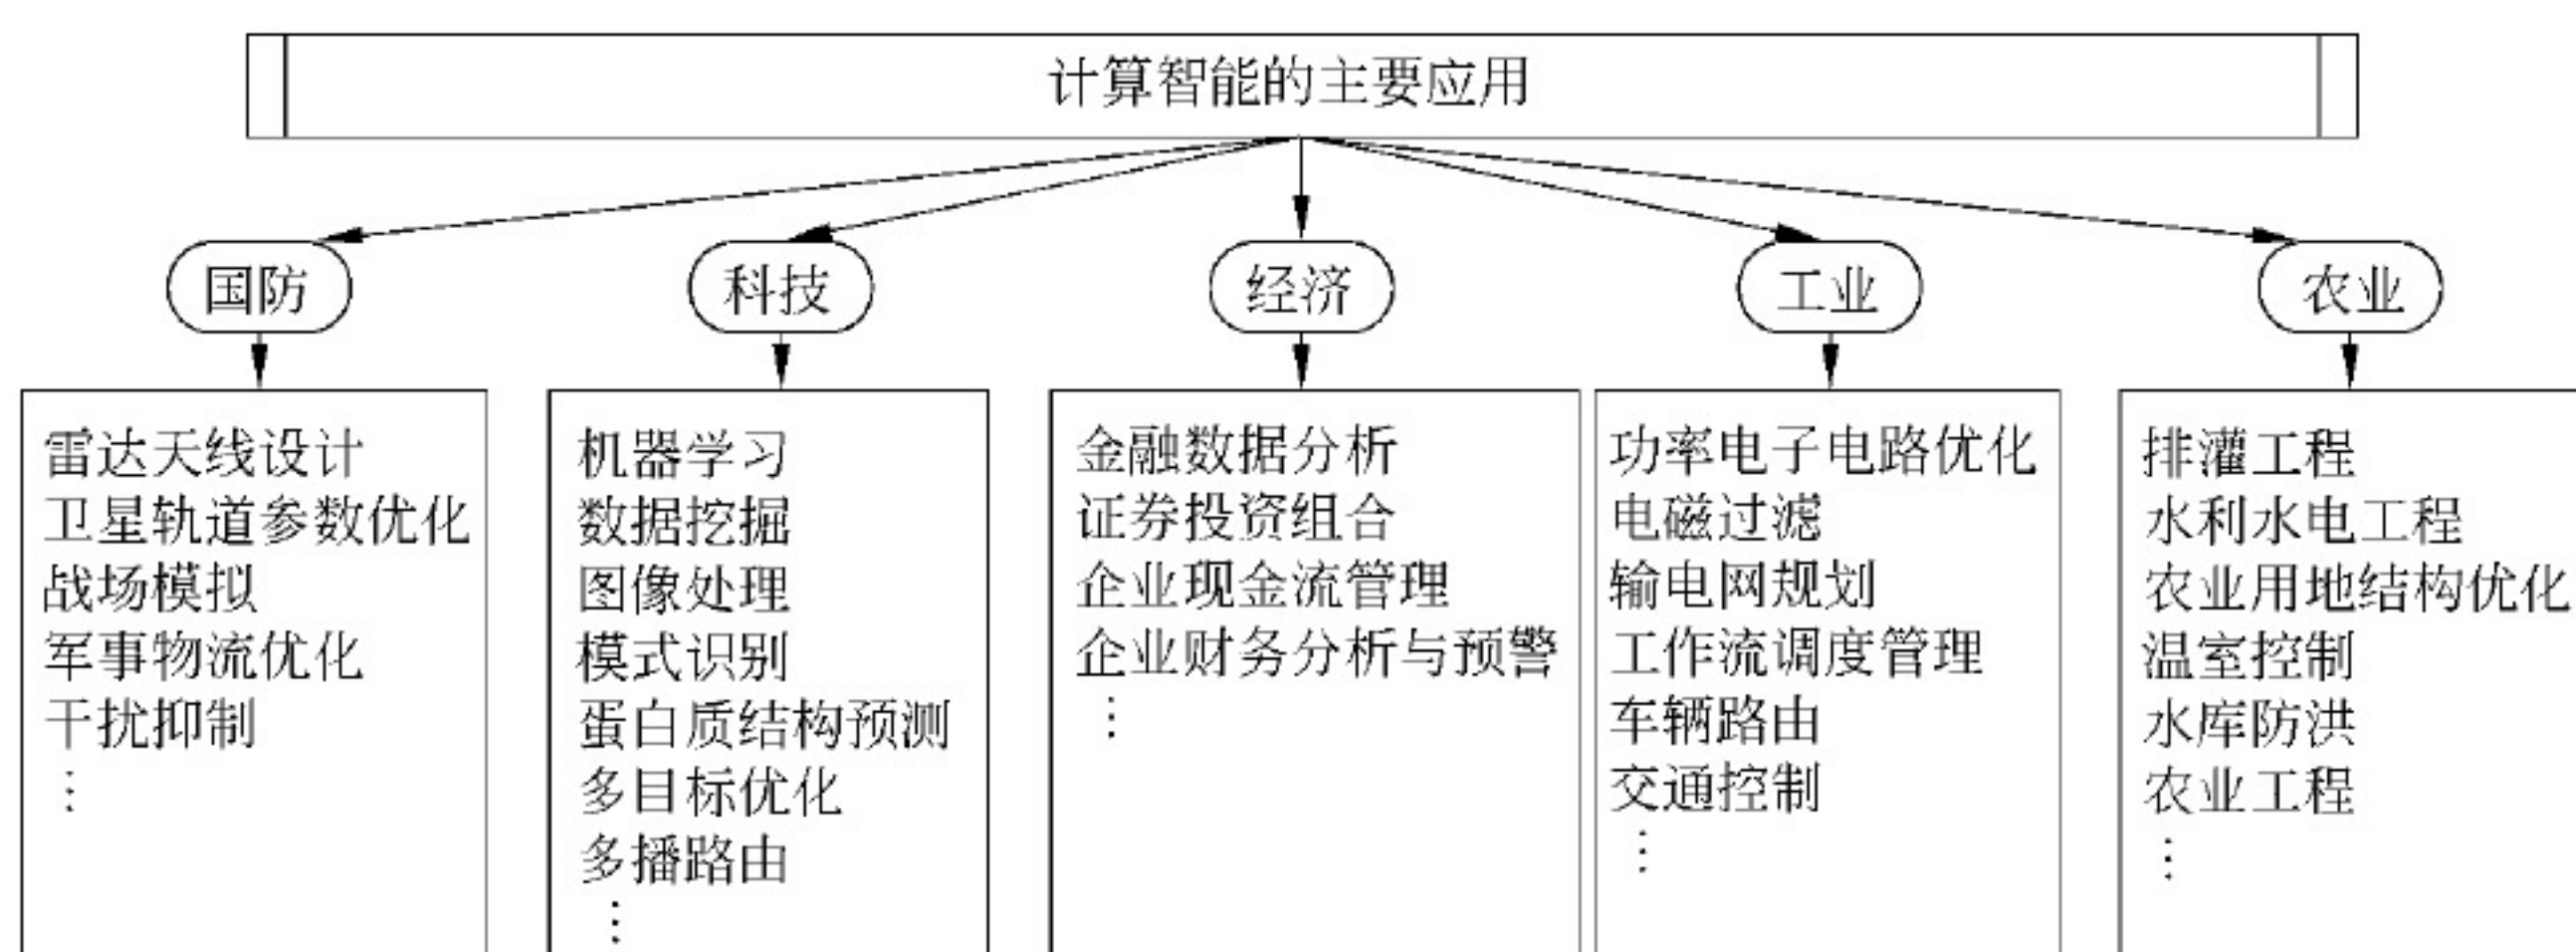 计算智能的主要应用
国防
科技
经济
工业
农业
雷达天线设计
卫星轨道参数优化
战场模拟
军事物流优化
干扰抑制
⋮
机器学习
数据挖掘
图像处理
模式识别
蛋白质结构预测
多目标优化
多播路由
⋮
金融数据分析
证券投资组合
企业现金流管理
企业财务分析与预警
⋮
功率电子电路优化
电磁过滤
输电网规划
工作流调度管理
车辆路由
交通控制
⋮
排灌工程
水利水电工程
农业用地结构优化
温室控制
水库防洪
农业工程
⋮